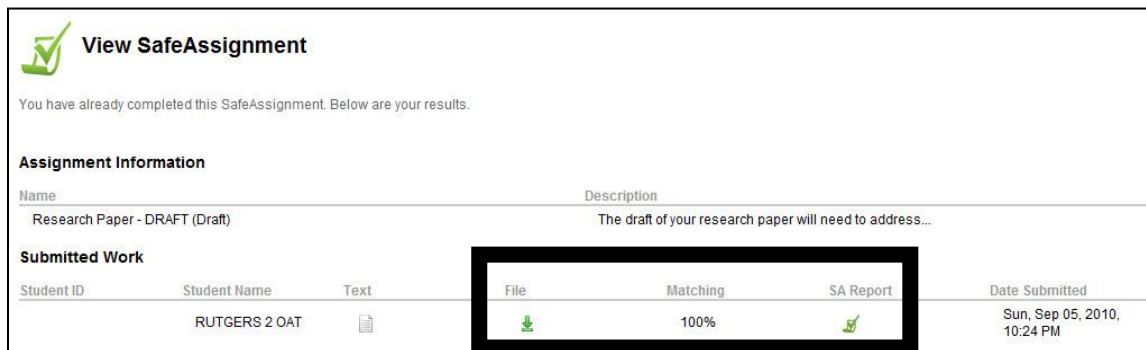 View SafeAssignment
You have already completed this SafeAssignment. Below are your results.
Assignment Information
Name Description
Research Paper - DRAFT (Draft) The draft of your research paper will need to address...
Submitted Work
Student ID Student Name Text File Matching SA Report Date Submitted
RUTGERS 2 OAT 100% Sun, Sep 05, 2010,
10:24 PM